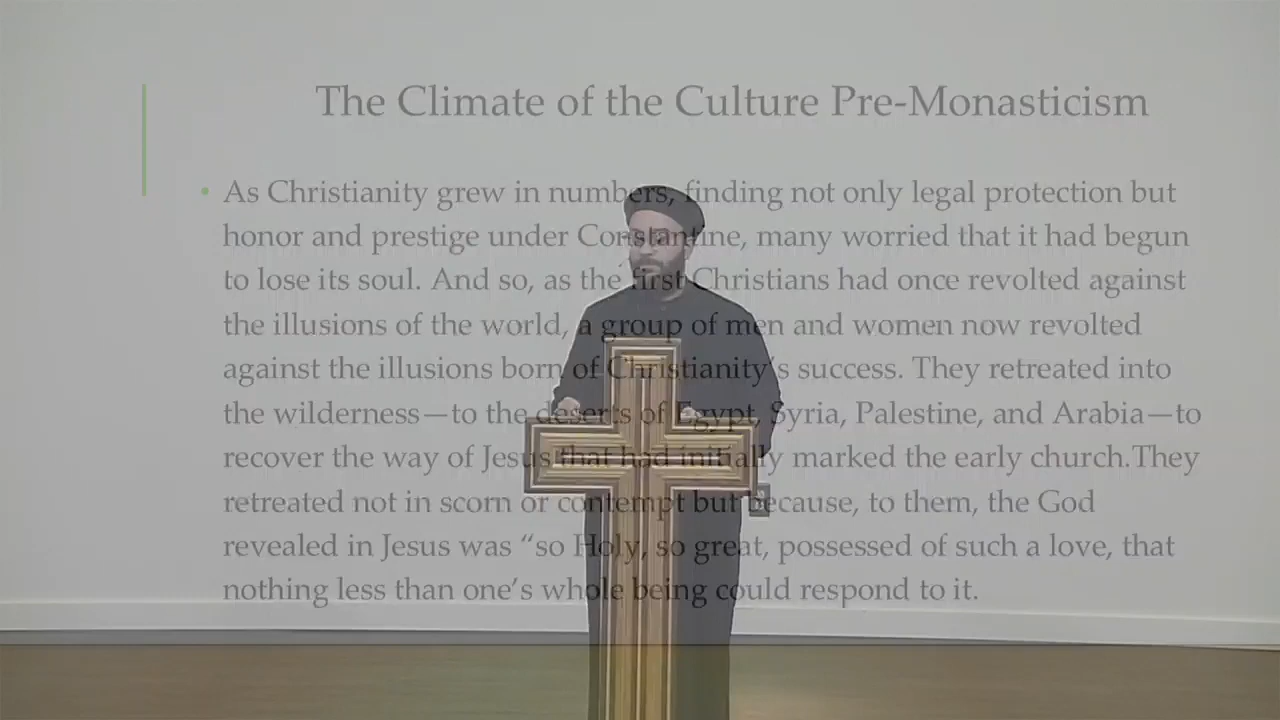 The Climate of the Culture Pre-Monasticism
• As Christianity grew in numbers, finding not only legal protection but
honor and prestige under Constantine, many worried that it had begun
to lose its soul. And so, as the first Christians had once revolted against
the illusions of the world, a group of men and women now revolted
against the illusions born of Christianity's success. They retreated into
the wilderness—to the deserts of Egypt, Syria, Palestine, and Arabia—to
recover the way of Jesus that had initially marked the early church.They
retreated not in scorn or contempt but because, to them, the God
revealed in Jesus was “so Holy, so great, possessed of such a love, that
nothing less than one's whole being could respond to it.